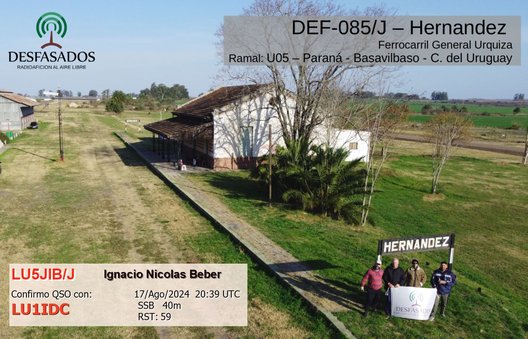 DESFASADOS
RADIOAFICION AL AIRE LIBRE
DEF-085/J – Hernandez
Ferrocarril General Urquiza
Ramal: U05 – Paraná - Basavilbaso - C. del Uruguay
HERNANDEZ
DESFASADOS
LU5JIB/J Ignacio Nicolas Beber
Confirmo QSO con: 17/Ago/2024 20:39 UTC
LU1IDC SSB 40m
RST: 59